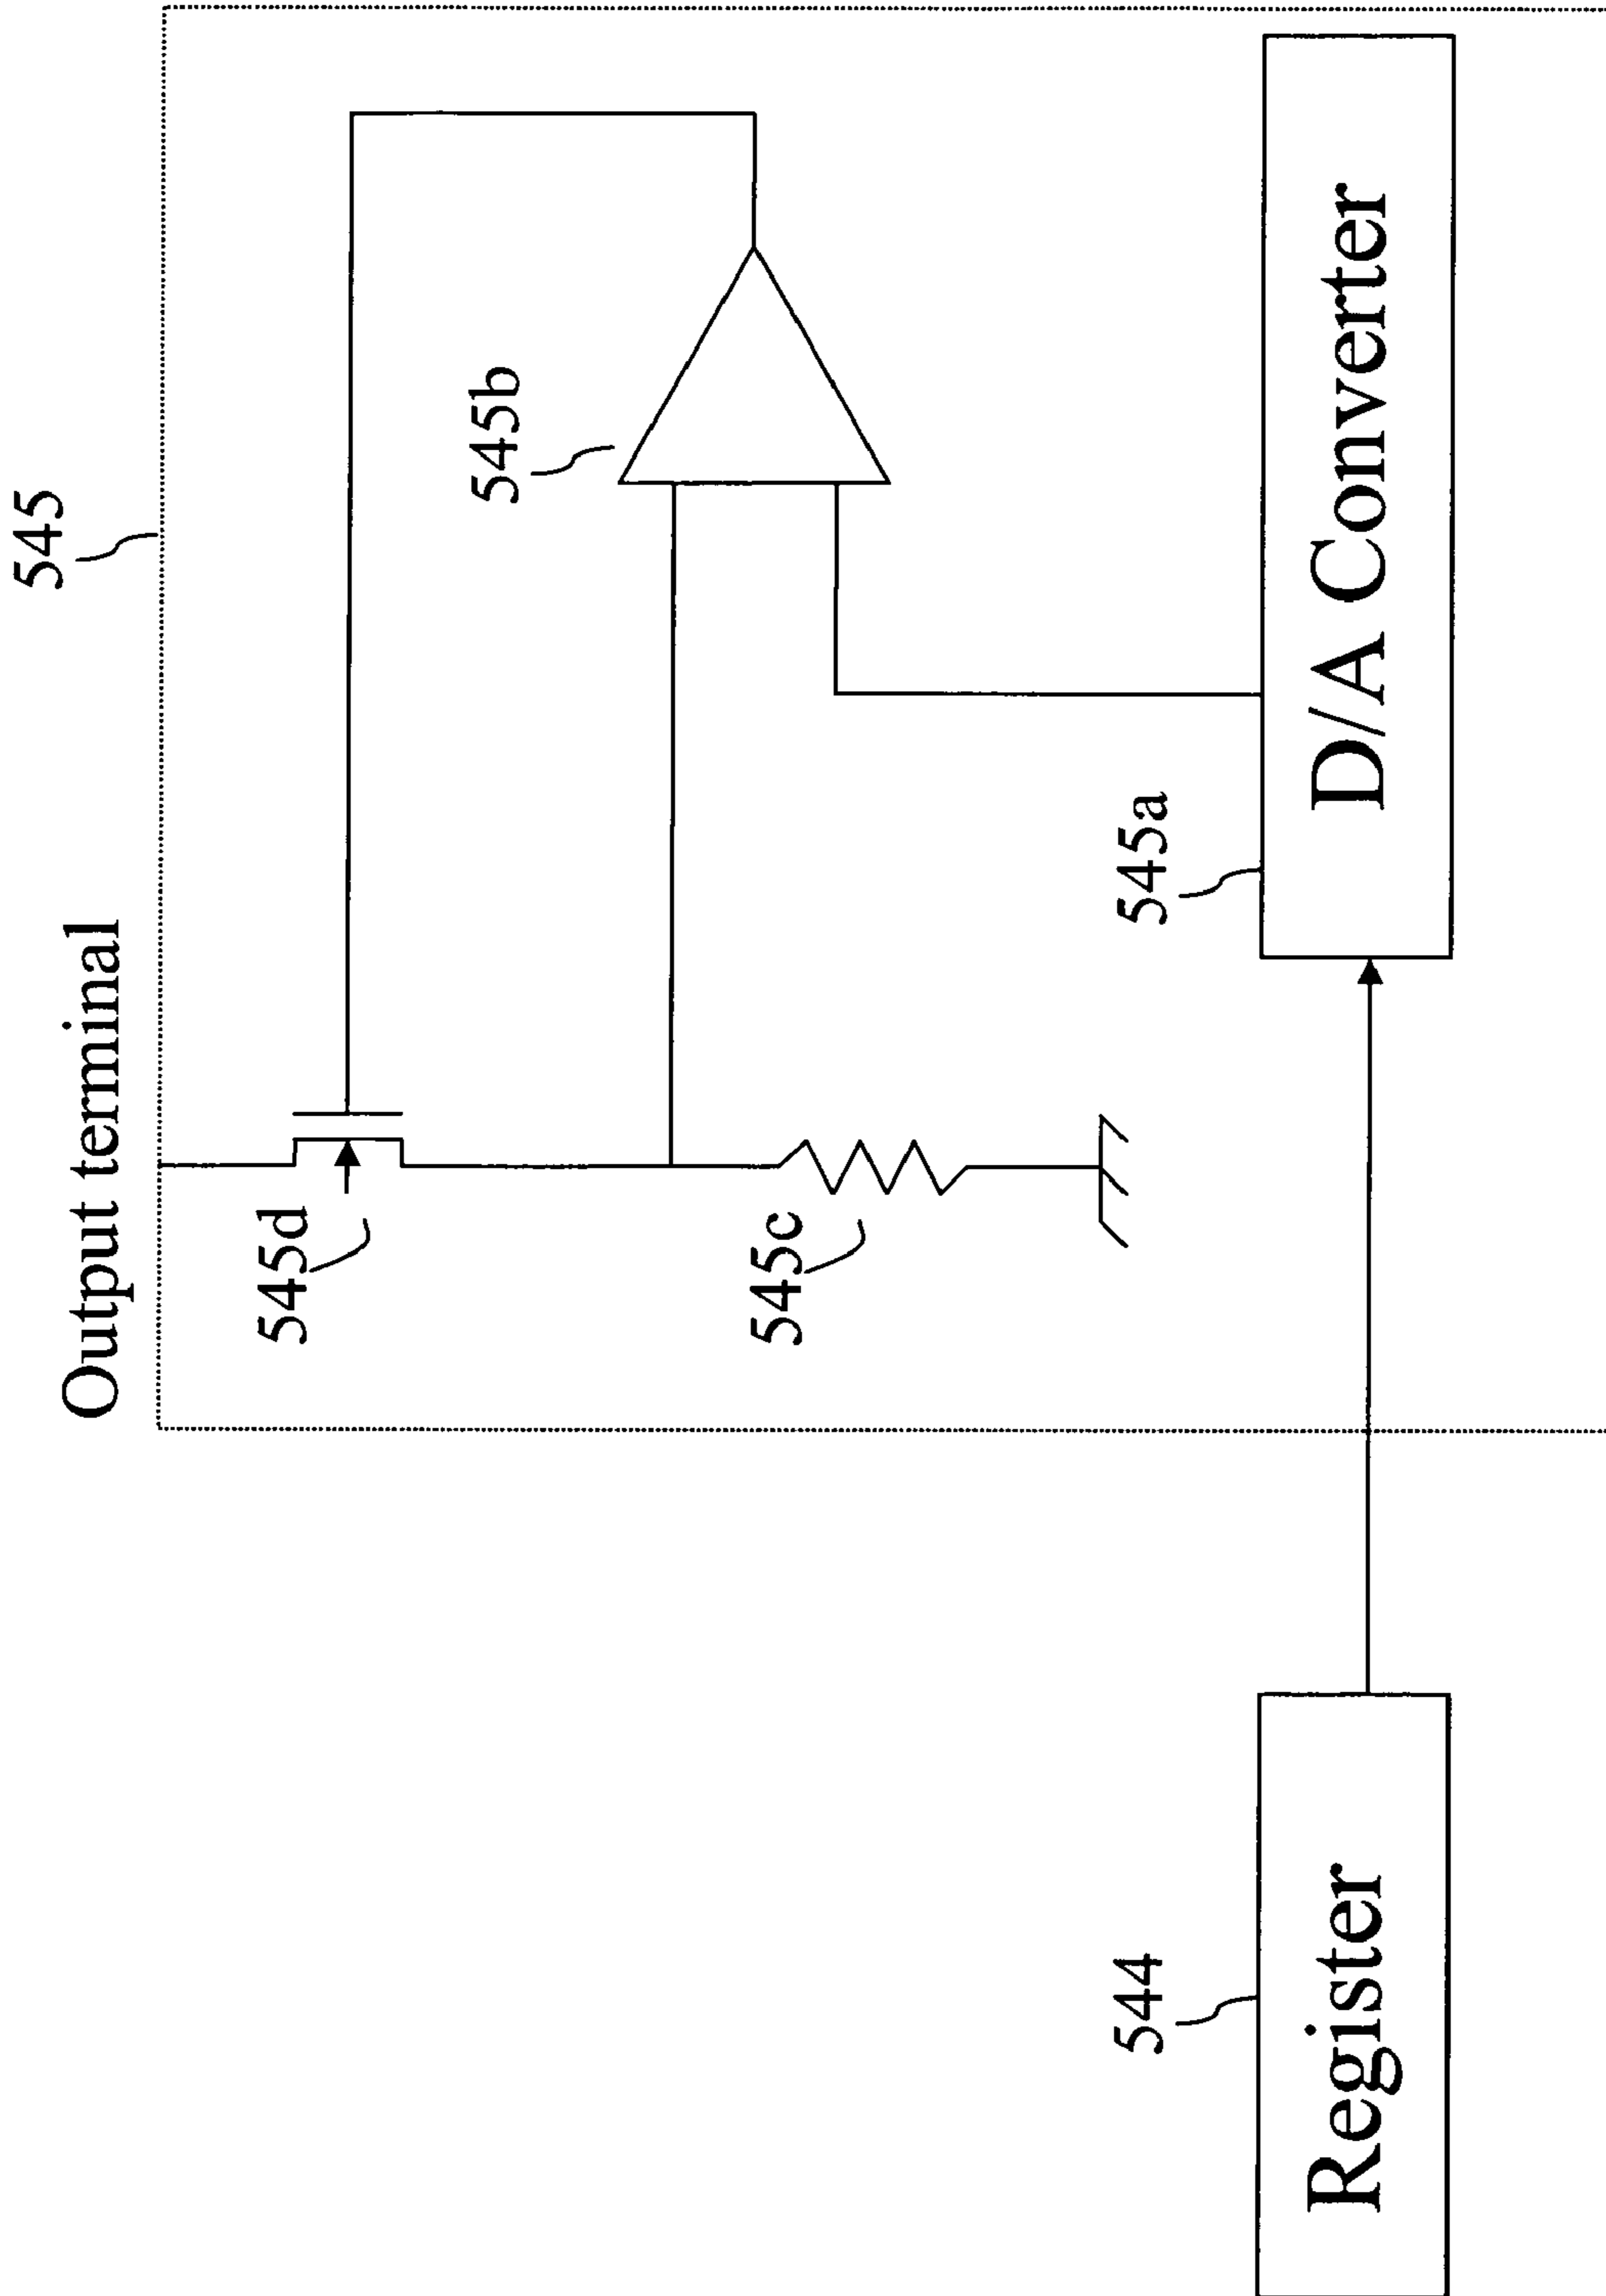 545
Output terminal
545d
545b
545c
545a
D/A Converter
544
Register